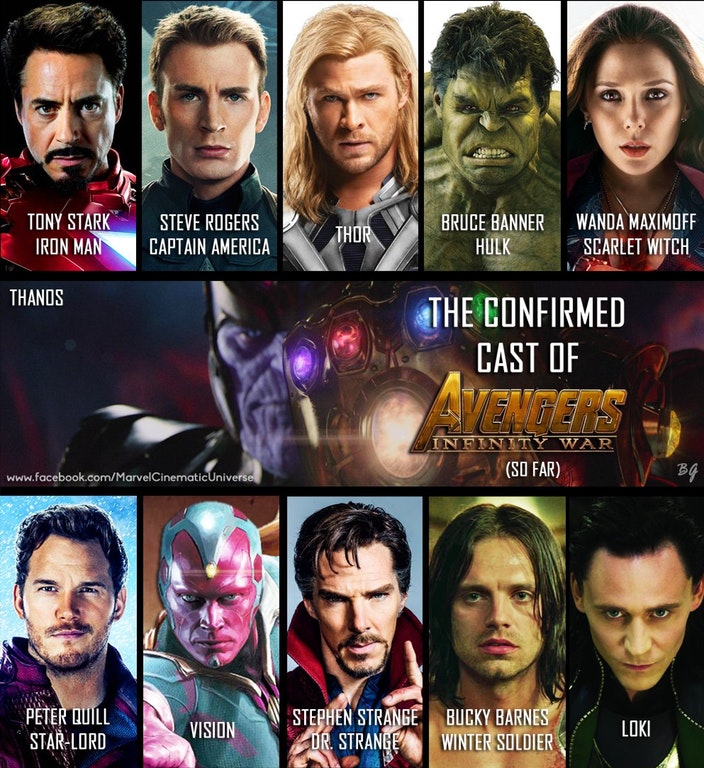 TONY STARK
IRON MAN
STEVE ROGERS
CAPTAIN AMERICA
THOR
BRUCE BANNER
HULK
WANDA MAXIMOFF
SCARLET WITCH
THANOS
THE CONFIRMED
CAST OF
AVENGERS
INFINITY WAR
(SO FAR)
www.facebook.com/MarvelCinematicUniverse
BG
PETER QUILL
STAR-LORD
VISION
STEPHEN STRANGE
DR. STRANGE
BUCKY BARNES
WINTER SOLDIER
LOKI